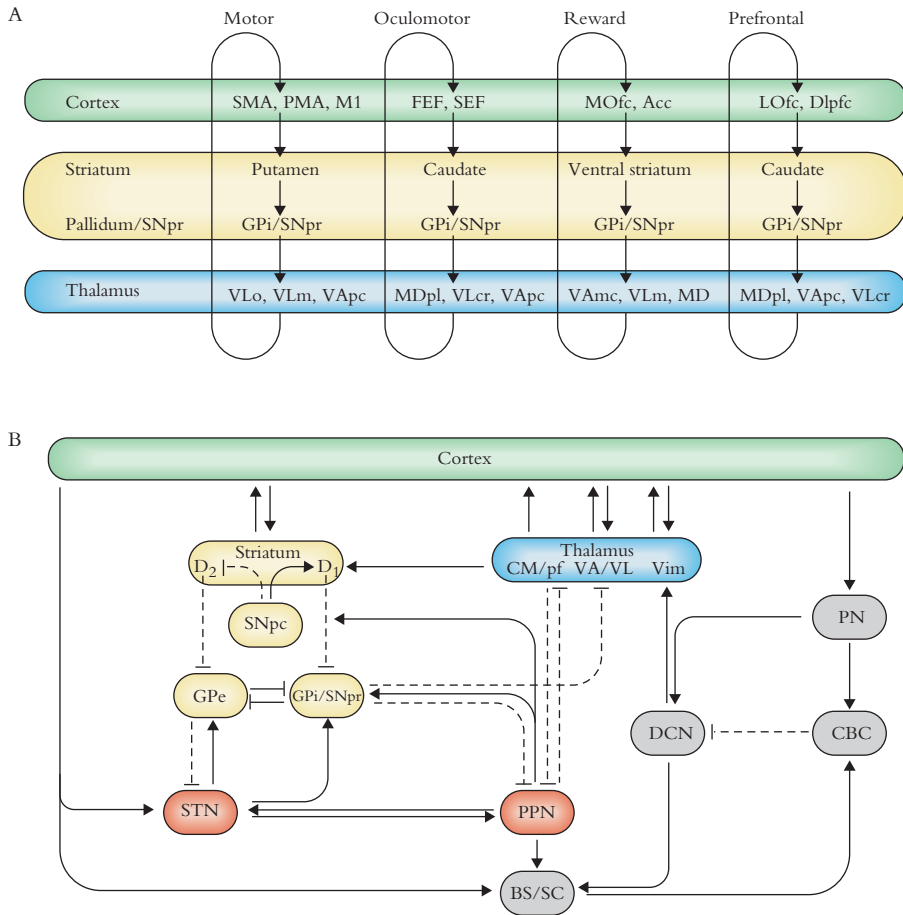 A
Motor Oculomotor Reward Prefrontal
Cortex SMA, PMA, M1 FEF, SEF MOfc, Acc LOfc, Dlpfc
Striatum Putamen Caudate Ventral striatum Caudate
Pallidum/SNpr GPi/SNpr GPi/SNpr GPi/SNpr GPi/SNpr
Thalamus VLo, VLm, VApc MDpl, VLcr, VApc VAmc, VLm, MD MDpl, VApc, VLcr
B
Cortex
Striatum
D2 D1
Thalamus
CM/pf VA/VL Vim
SNpc
PN
GPe GPi/SNpr
DCN CBC
STN PPN
BS/SC